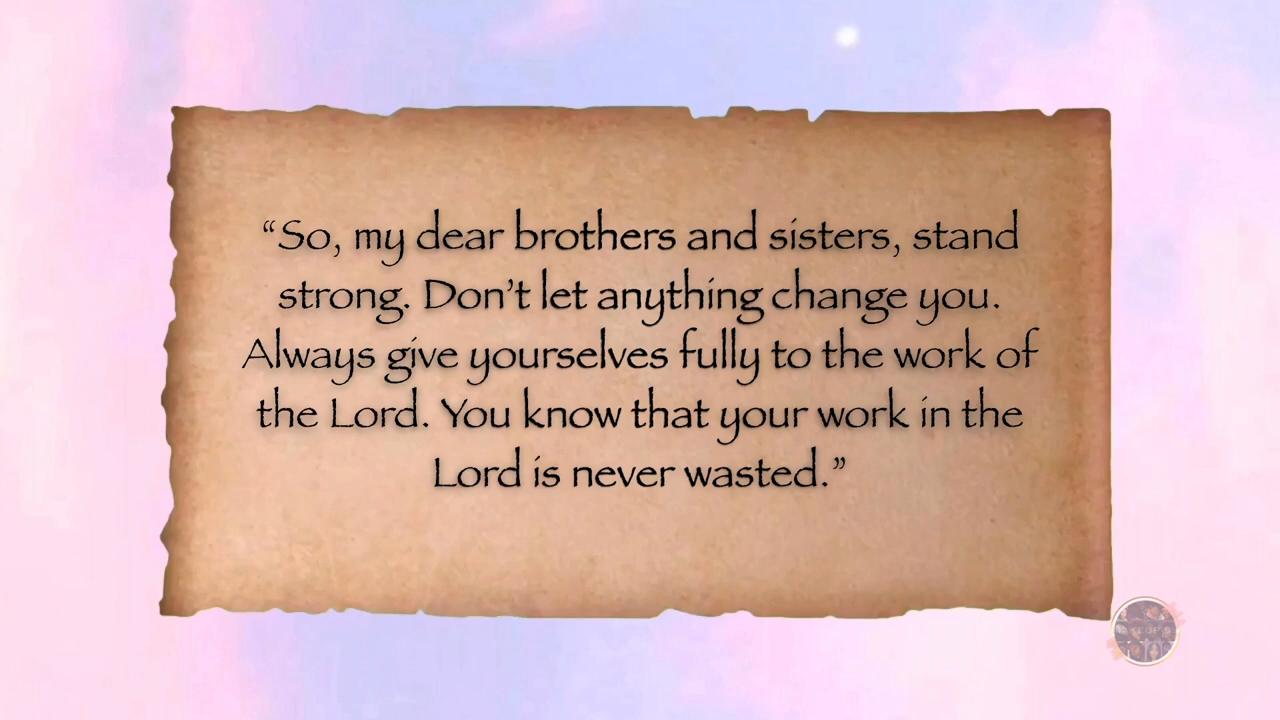 “So, my dear brothers and sisters, stand
strong. Don’t let anything change you.
Always give yourselves fully to the work of
the Lord. You know that your work in the
Lord is never wasted.”